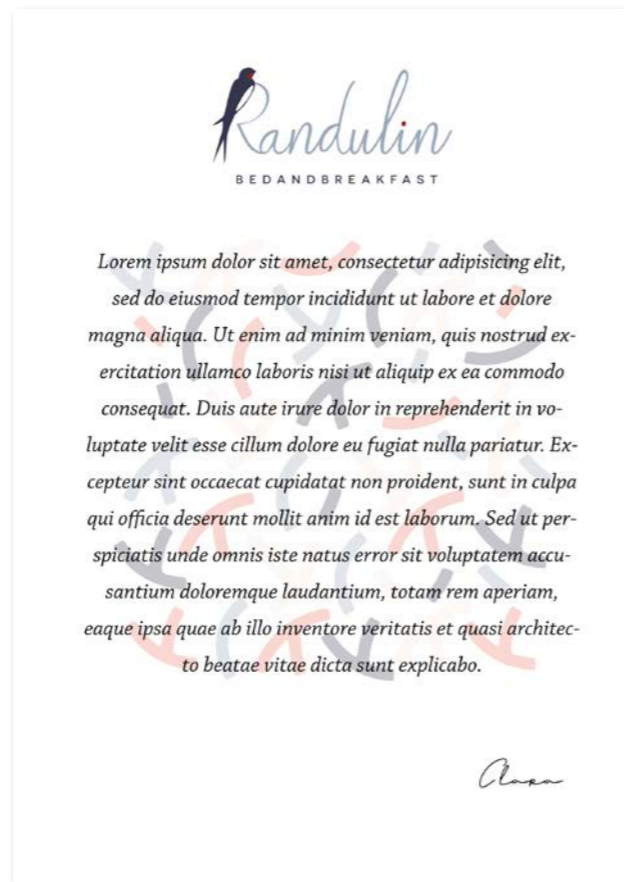 Randulin
BEDANDBREAKFAST
Lorem ipsum dolor sit amet, consectetur adipisicing elit,
sed do eiusmod tempor incididunt ut labore et dolore
magna aliqua. Ut enim ad minim veniam, quis nostrud ex-
ercitation ullamco laboris nisi ut aliquip ex ea commodo
consequat. Duis aute irure dolor in reprehenderit in vo-
luptate velit esse cillum dolore eu fugiat nulla pariatur. Ex-
cepteur sint occaecat cupidatat non proident, sunt in culpa
qui officia deserunt mollit anim id est laborum. Sed ut per-
spiciatis unde omnis iste natus error sit voluptatem accu-
santium doloremque laudantium, totam rem aperiam,
eaque ipsa quae ab illo inventore veritatis et quasi architec-
to beatae vitae dicta sunt explicabo.
Clara